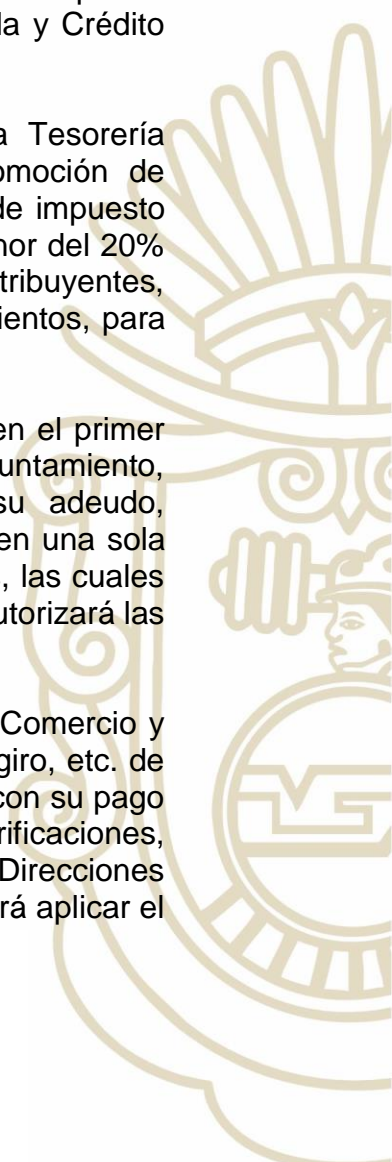 la y Crédito
a Tesorería
omoción de
de impuesto
nor del 20%
tribuyentes,
ientos, para
en el primer
untamiento,
su adeudo,
en una sola
, las cuales
utorizará las
Comercio y
giro, etc. de
con su pago
rificaciones,
Direcciones
rá aplicar el